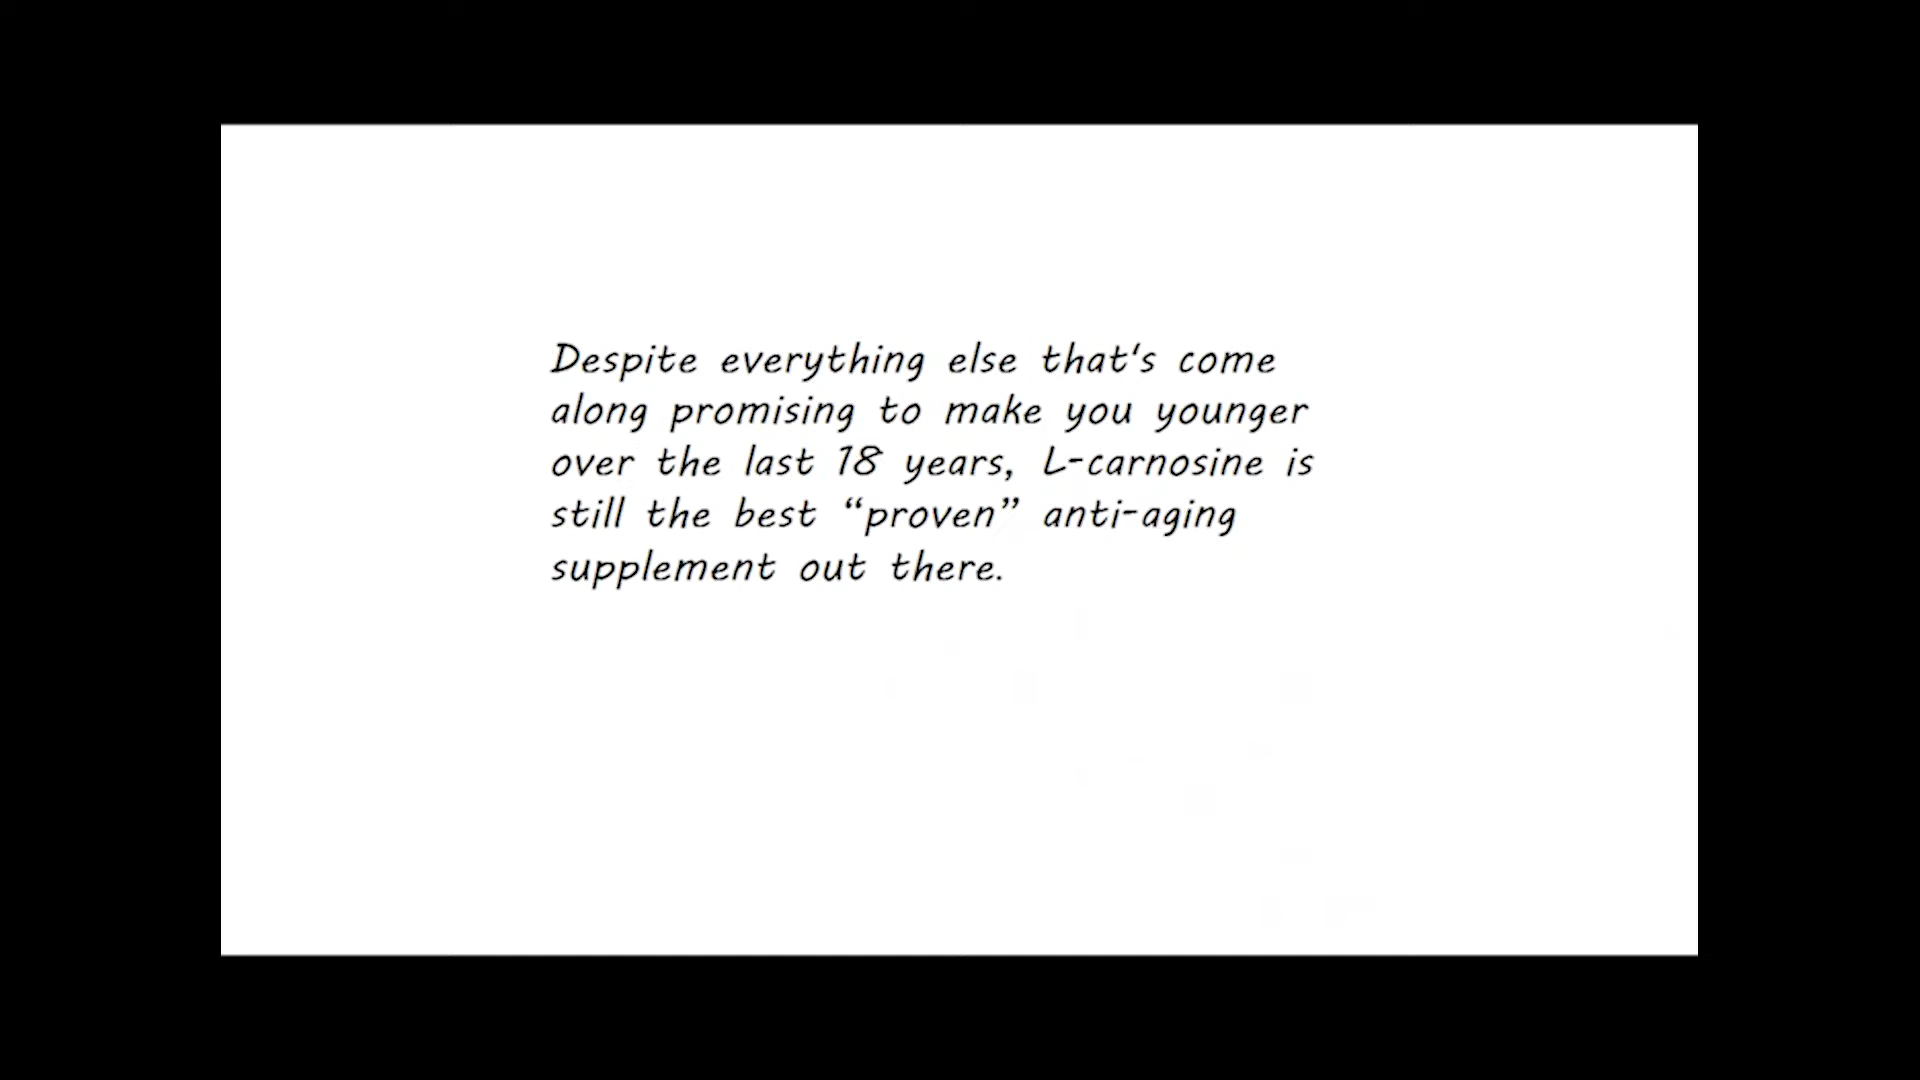 Despite everything else that's come
along promising to make you younger
over the last 18 years, L-carnosine is
still the best “proven” anti-aging
supplement out there.